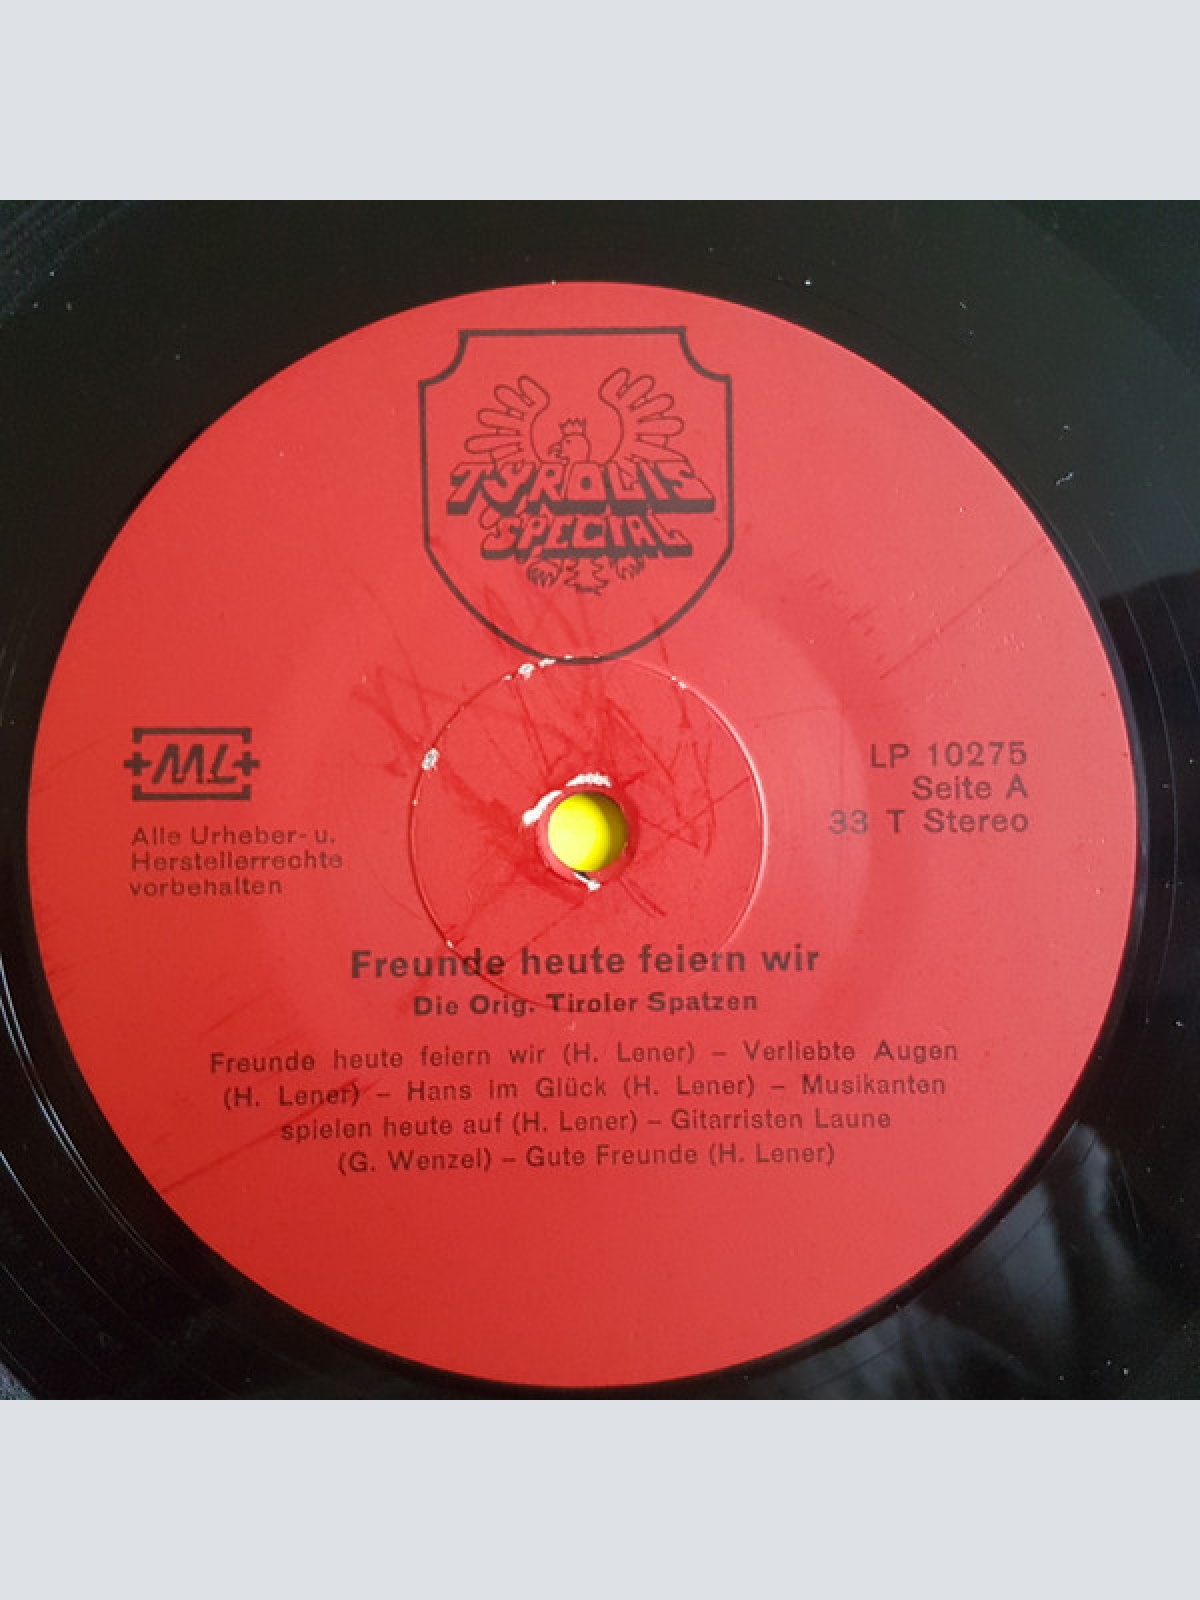 TYROLIS
SPECIAL
ML
Alle Urheber- u.
Herstellerrechte
vorbehalten
LP 10275
Seite A
33 T Stereo
Freunde heute feiern wir
Die Orig. Tiroler Spatzen
Freunde heute feiern wir (H. Lener) – Verliebte Augen
(H. Lener) – Hans im Glück (H. Lener) – Musikanten
spielen heute auf (H. Lener) – Gitarristen Laune
(G. Wenzel) – Gute Freunde (H. Lener)